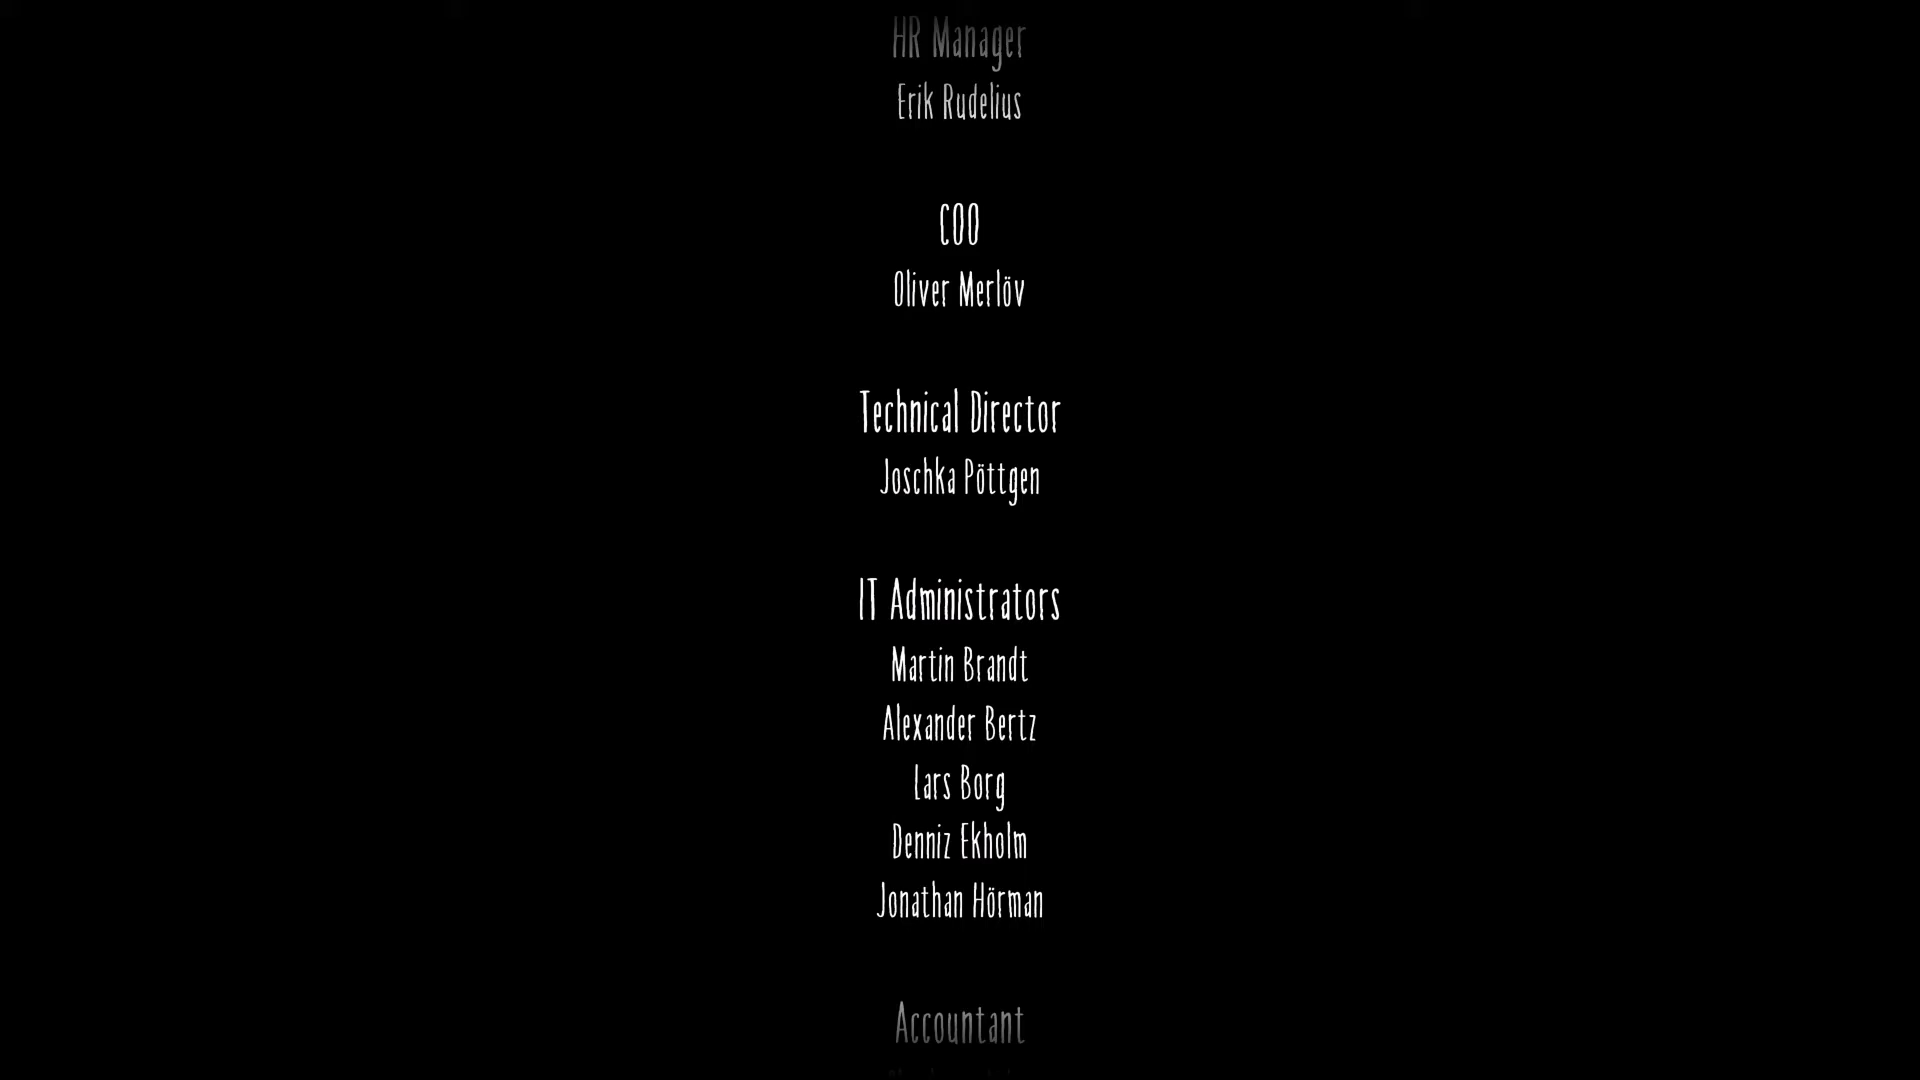 HR Manager
Erik Rudelius
COO
Oliver Merlöv
Technical Director
Joschka Pöttgen
IT Administrators
Martin Brandt
Alexander Bertz
Lars Borg
Denniz Ekholm
Jonathan Hörman
Accountant